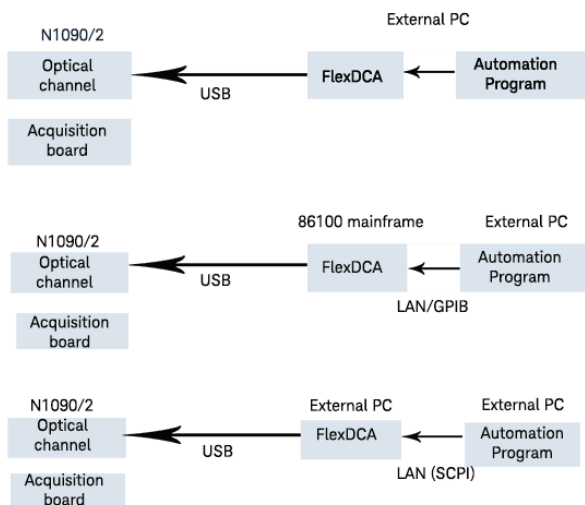 External PC
N1090/2
Optical
channel
USB
FlexDCA
Automation
Program
Acquisition
board
86100 mainframe
External PC
N1090/2
Optical
channel
USB
FlexDCA
LAN/GPIB
Automation
Program
Acquisition
board
N1090/2
External PC
External PC
Optical
channel
USB
FlexDCA
LAN (SCPI)
Automation
Program
Acquisition
board